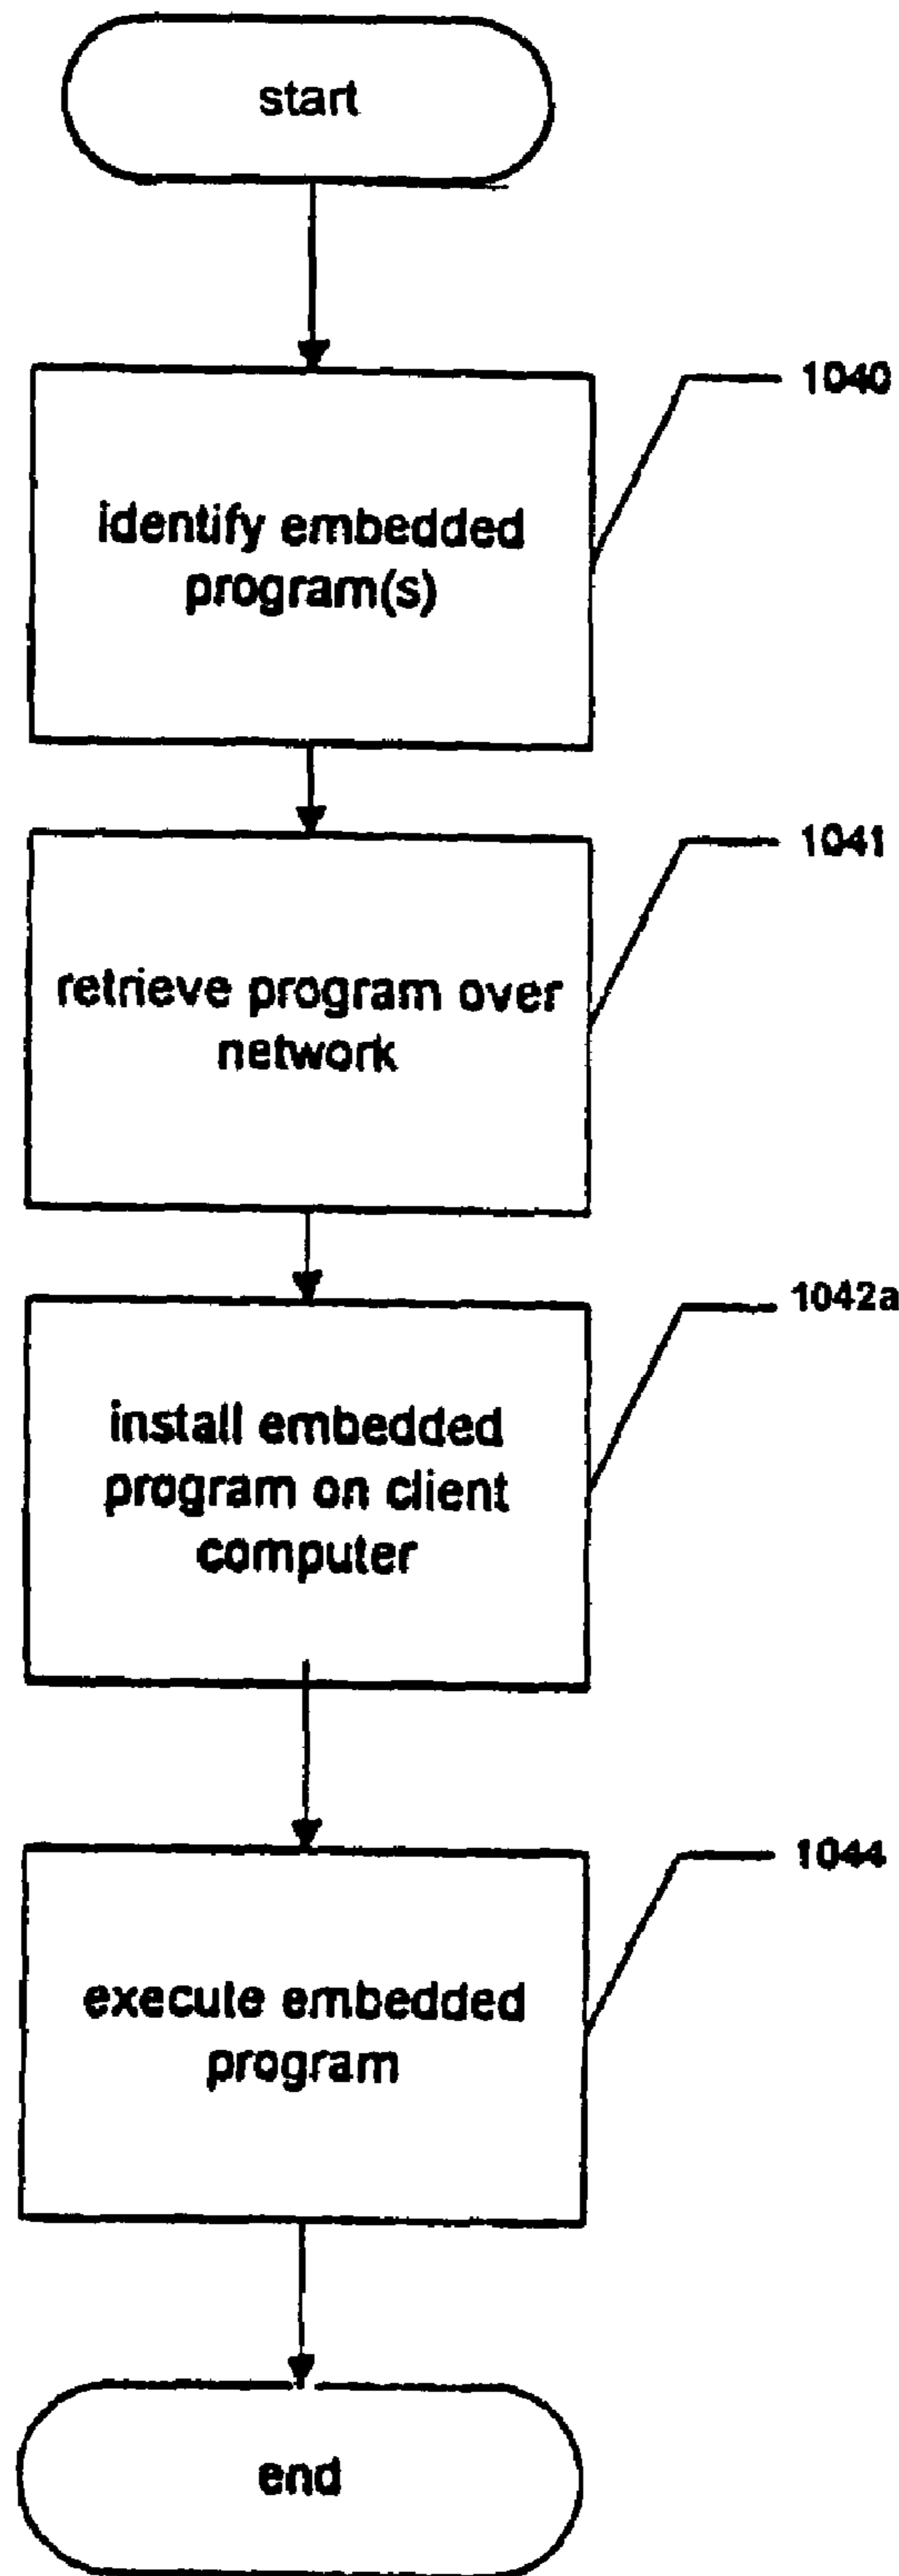 start
1040
identify embedded
program(s)
1041
retrieve program over
network
1042a
install embedded
program on client
computer
1044
execute embedded
program
end